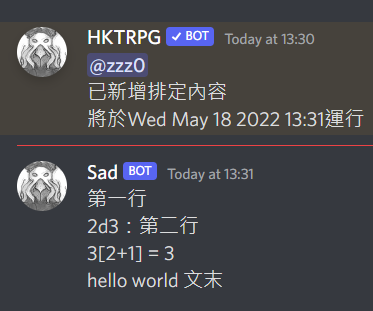 HKTRPG BOT Today at 13:30
@zzz0
已新增排定內容
將於Wed May 18 2022 13:31運行
Sad BOT Today at 13:31
第一行
2d3：第二行
3[2+1] = 3
hello world 文末